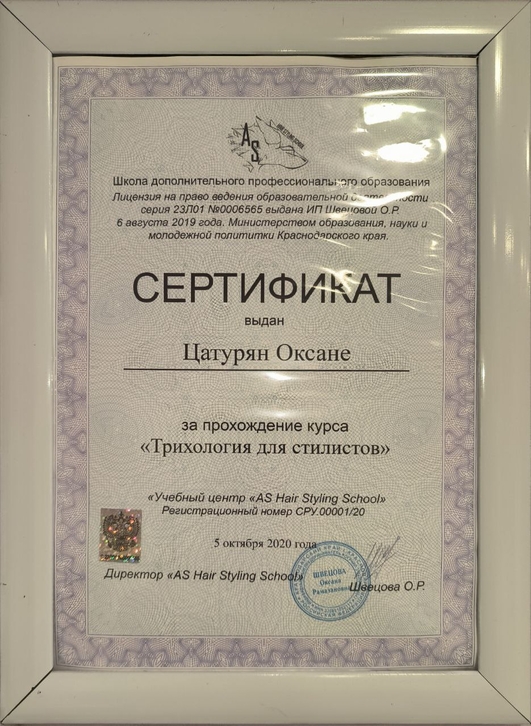 AS
Школа дополнительного профессионального образования
Лицензия на право ведения образовательной деятельности
серия 23Л01 №0006565 выдана ИП Швецовой О.Р.
6 августа 2019 года. Министерством образования, науки и
молодежной полититки Краснодарского края.
СЕРТИФИКАТ
выдан
Цатурян Оксане
за прохождение курса
«Трихология для стилистов»
«Учебный центр «AS Hair Styling School»
Регистрационный номер СРУ.00001/20
5 октября 2020 года
Директор «AS Hair Styling School»
Швецова О.Р.
ШВЕЦОВА
Оксана
Рамазановна